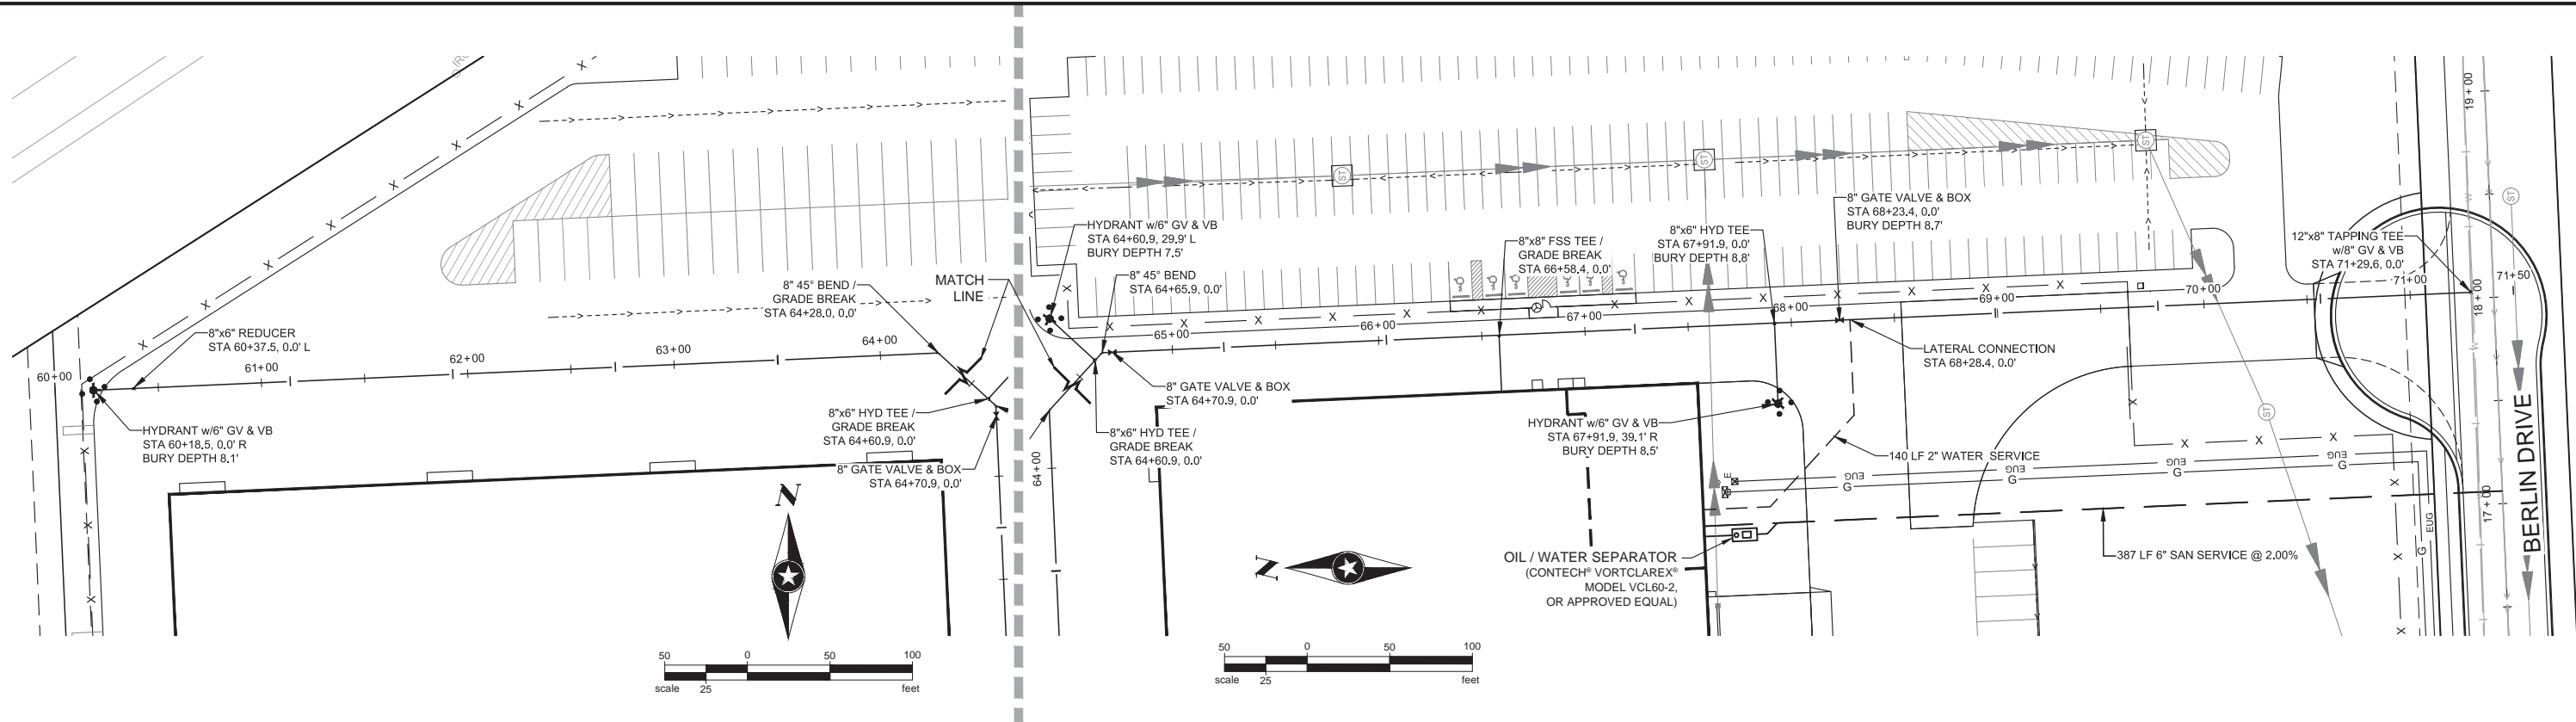 60+00
61+00
62+00
63+00
64+00
8"x6" REDUCER
STA 60+37.5, 0.0' L
HYDRANT w/6" GV & VB
STA 60+18.5, 0.0' R
BURY DEPTH 8.1'
8" 45° BEND /
GRADE BREAK
STA 64+28.0, 0.0'
MATCH
LINE
8"x6" HYD TEE /
GRADE BREAK
STA 64+60.9, 0.0'
8" GATE VALVE & BOX
STA 64+70.9, 0.0'
N
50 0 50 100
scale 25 feet
HYDRANT w/6" GV & VB
STA 64+60.9, 29.9' L
BURY DEPTH 7.5'
8" 45° BEND
STA 64+65.9, 0.0'
64+00
65+00
66+00
67+00
68+00
69+00
70+00
71+00
71+50
8" GATE VALVE & BOX
STA 64+70.9, 0.0'
8"x6" HYD TEE /
GRADE BREAK
STA 64+60.9, 0.0'
8"x8" FSS TEE /
GRADE BREAK
STA 66+58.4, 0.0'
8"x6" HYD TEE
STA 67+91.9, 0.0'
BURY DEPTH 8.8'
8" GATE VALVE & BOX
STA 68+23.4, 0.0'
BURY DEPTH 8.7'
LATERAL CONNECTION
STA 68+28.4, 0.0'
12"x8" TAPPING TEE
w/8" GV & VB
STA 71+29.6, 0.0'
HYDRANT w/6" GV & VB
STA 67+91.9, 39.1' R
BURY DEPTH 8.5'
140 LF 2" WATER SERVICE
OIL / WATER SEPARATOR
(CONTECH® VORTCLAREX®
MODEL VCL60-2,
OR APPROVED EQUAL)
387 LF 6" SAN SERVICE @ 2.00%
BERLIN DRIVE
19+00
18+00
17+00
ST
ST
ST
ST
ST
E
EUG
EUG
EUG
EUG
EUG
G
G
G
G
G
N
50 0 50 100
scale 25 feet